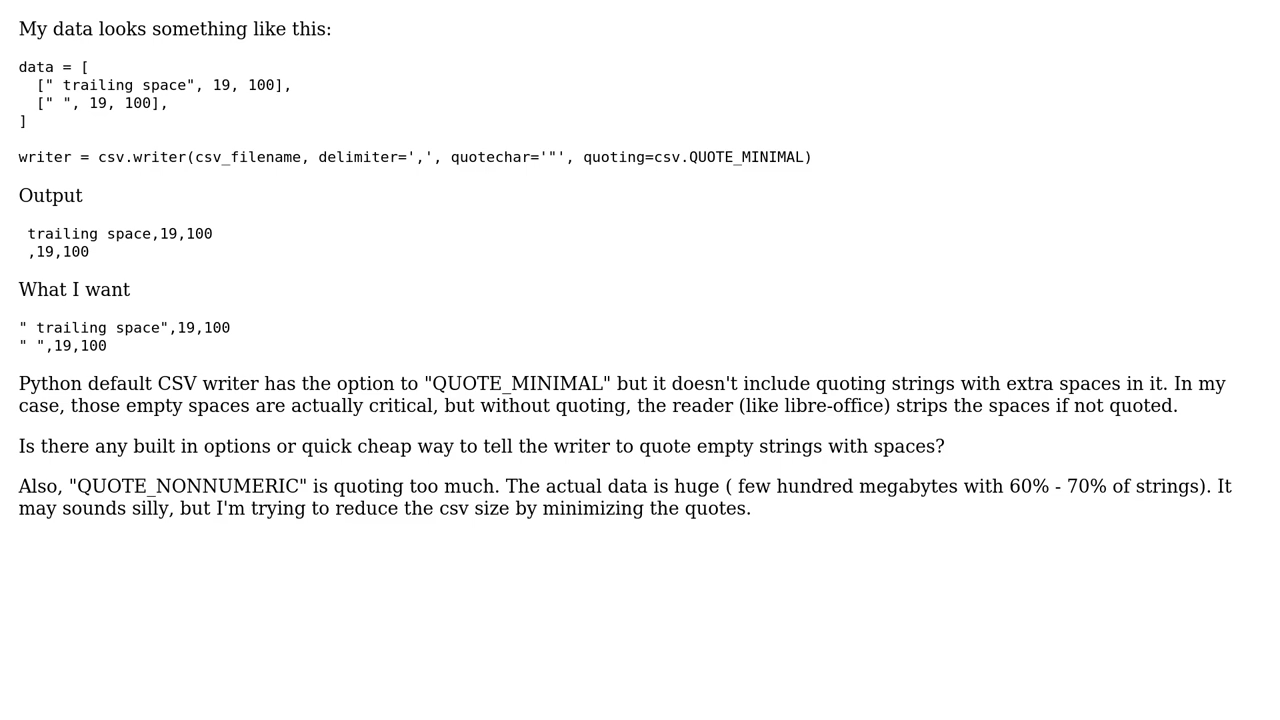 My data looks something like this:
data = [
  [" trailing space", 19, 100],
  [" ", 19, 100],
]
writer = csv.writer(csv_filename, delimiter=',', quotechar='"', quoting=csv.QUOTE_MINIMAL)
Output
 trailing space,19,100
 ,19,100
What I want
" trailing space",19,100
" ",19,100
Python default CSV writer has the option to "QUOTE_MINIMAL" but it doesn't include quoting strings with extra spaces in it. In my
case, those empty spaces are actually critical, but without quoting, the reader (like libre-office) strips the spaces if not quoted.
Is there any built in options or quick cheap way to tell the writer to quote empty strings with spaces?
Also, "QUOTE_NONNUMERIC" is quoting too much. The actual data is huge ( few hundred megabytes with 60% - 70% of strings). It
may sounds silly, but I'm trying to reduce the csv size by minimizing the quotes.